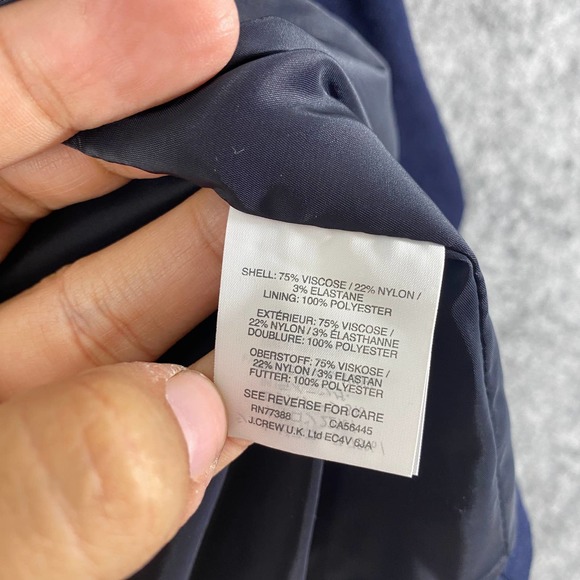 SHELL: 75% VISCOSE / 22% NYLON /
3% ELASTANE
LINING: 100% POLYESTER
EXTÉRIEUR: 75% VISCOSE /
22% NYLON / 3% ÉLASTHANNE
DOUBLURE: 100% POLYESTER
OBERSTOFF: 75% VISKOSE /
22% NYLON / 3% ELASTAN
FUTTER: 100% POLYESTER
SEE REVERSE FOR CARE
RN77388 CA56445
J.CREW U.K. Ltd EC4V 6JA